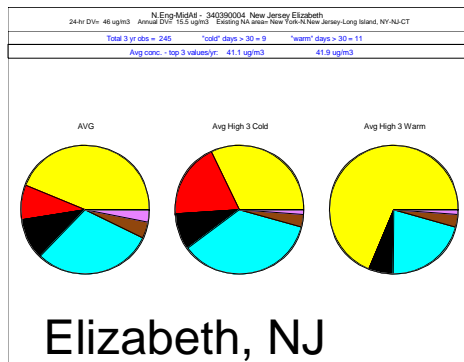 N.Eng-MidAtl - 340390004 New Jersey Elizabeth
24-hr DV= 46 ug/m3 Annual DV= 15.5 ug/m3 Existing NA area= New York-N.New Jersey-Long Island, NY-NJ-CT
Total 3 yr obs = 245 "cold" days > 30 = 9 "warm" days > 30 = 11
Avg conc. - top 3 values/yr: 41.1 ug/m3 41.9 ug/m3
AVG Avg High 3 Cold Avg High 3 Warm
Elizabeth, NJ